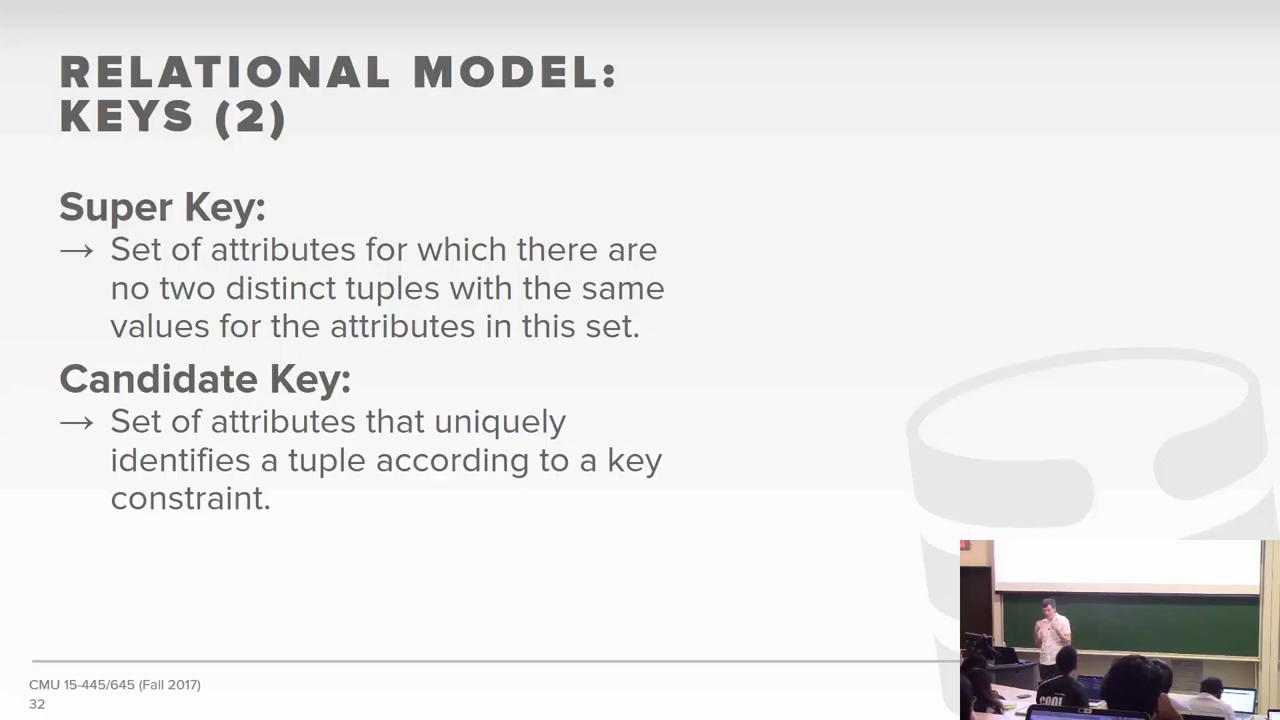 RELATIONAL MODEL:
KEYS (2)
Super Key:
→ Set of attributes for which there are
no two distinct tuples with the same
values for the attributes in this set.
Candidate Key:
→ Set of attributes that uniquely
identifies a tuple according to a key
constraint.
CMU 15-445/645 (Fall 2017)
32
COOL